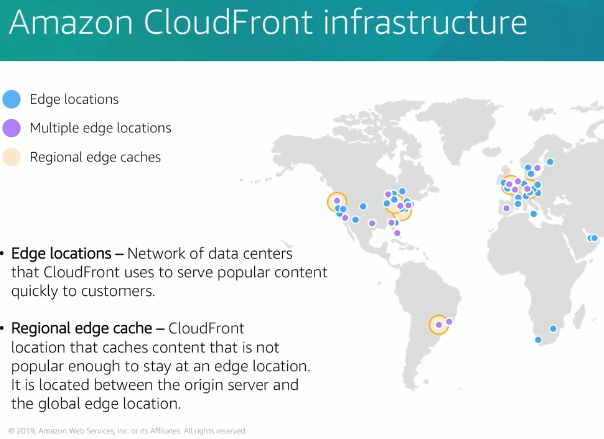 Amazon CloudFront infrastructure
Edge locations
Multiple edge locations
Regional edge caches
• Edge locations – Network of data centers
that CloudFront uses to serve popular content
quickly to customers.
• Regional edge cache – CloudFront
location that caches content that is not
popular enough to stay at an edge location.
It is located between the origin server and
the global edge location.
© 2019, Amazon Web Services, Inc. or its Affiliates. All rights reserved.